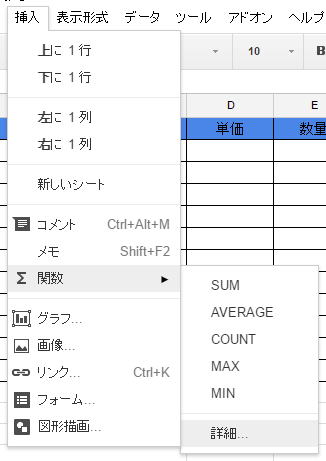 挿入 表示形式 データ ツール アドオン ヘルプ
上に 1 行
下に 1 行
10 B
左に 1 列
右に 1 列
D E
単価 数量
新しいシート
コメント Ctrl+Alt+M
メモ Shift+F2
Σ 関数
SUM
AVERAGE
COUNT
MAX
MIN
詳細...
グラフ...
画像...
リンク... Ctrl+K
フォーム...
図形描画...